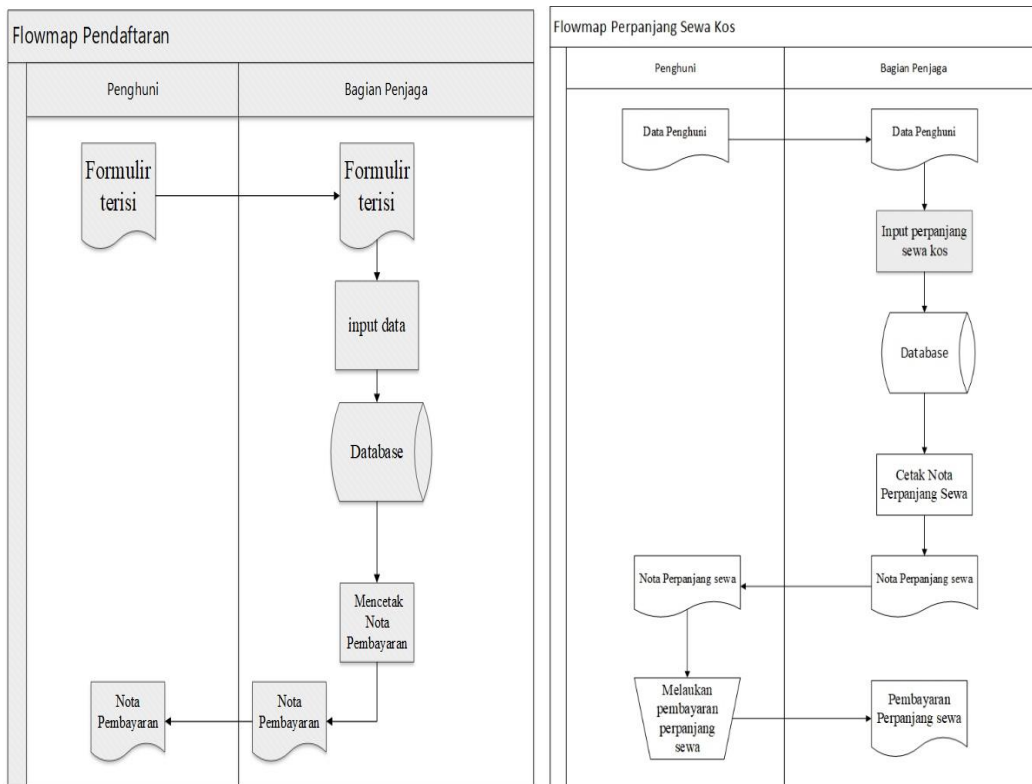 Flowmap Pendaftaran
Penghuni
Bagian Penjaga
Formulir
terisi
Formulir
terisi
input data
Database
Mencetak
Nota
Pembayaran
Nota
Pembayaran
Nota
Pembayaran
Flowmap Perpanjang Sewa Kos
Penghuni
Bagian Penjaga
Data Penghuni
Data Penghuni
Input perpanjang
sewa kos
Database
Cetak Nota
Perpanjang Sewa
Nota Perpanjang sewa
Nota Perpanjang sewa
Melaukan
pembayaran
perpanjang
sewa
Pembayaran
Perpanjang sewa